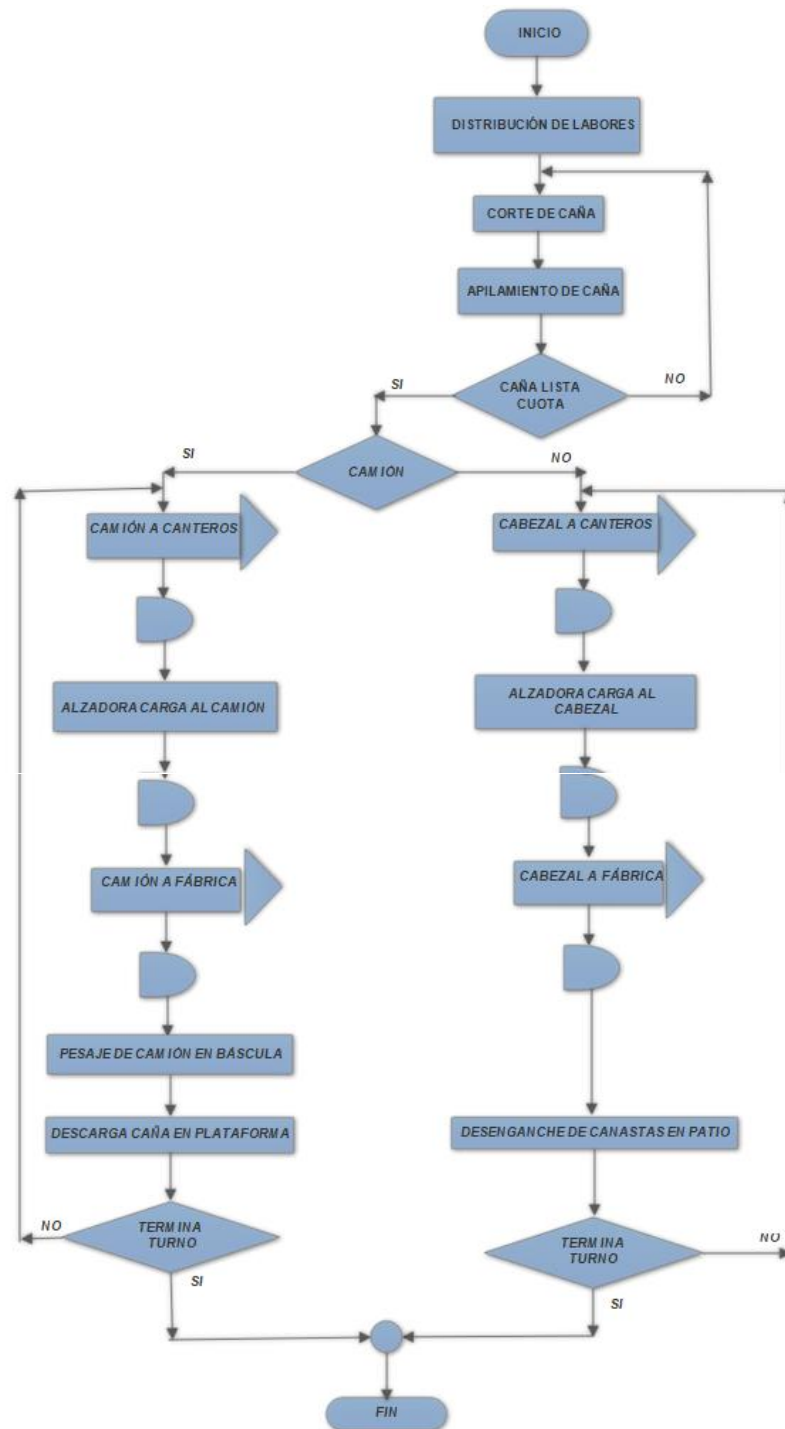 INICIO
DISTRIBUCIÓN DE LABORES
CORTE DE CAÑA
APILAMIENTO DE CAÑA
CAÑA LISTA
CUOTA
SI
NO
CAMIÓN
SI
NO
CAMIÓN A CANTEROS
CABEZAL A CANTEROS
ALZADORA CARGA AL CAMIÓN
ALZADORA CARGA AL
CABEZAL
CAMIÓN A FÁBRICA
CABEZAL A FÁBRICA
PESAJE DE CAMIÓN EN BÁSCULA
DESCARGA CAÑA EN PLATAFORMA
DESENGANCHE DE CANASTAS EN PATIO
TERMINA
TURNO
NO
SI
TERMINA
TURNO
NO
SI
FIN